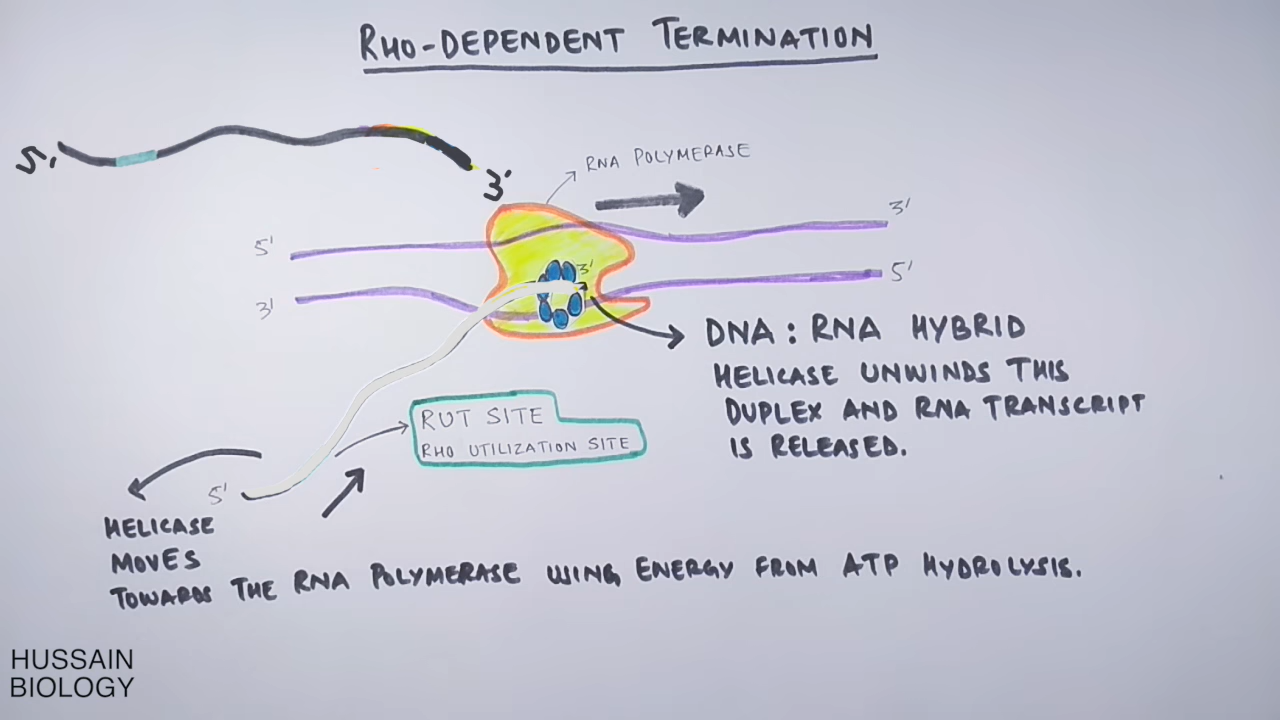 RHO-DEPENDENT TERMINATION
5'
3'
RNA POLYMERASE
5'
3'
3'
3'
5'
DNA : RNA HYBRID
HELICASE UNWINDS THIS
DUPLEX AND RNA TRANSCRIPT
IS RELEASED.
RUT SITE
RHO UTILIZATION SITE
5'
HELICASE
MOVES
TOWARDS THE RNA POLYMERASE USING ENERGY FROM ATP HYDROLYSIS.
HUSSAIN
BIOLOGY